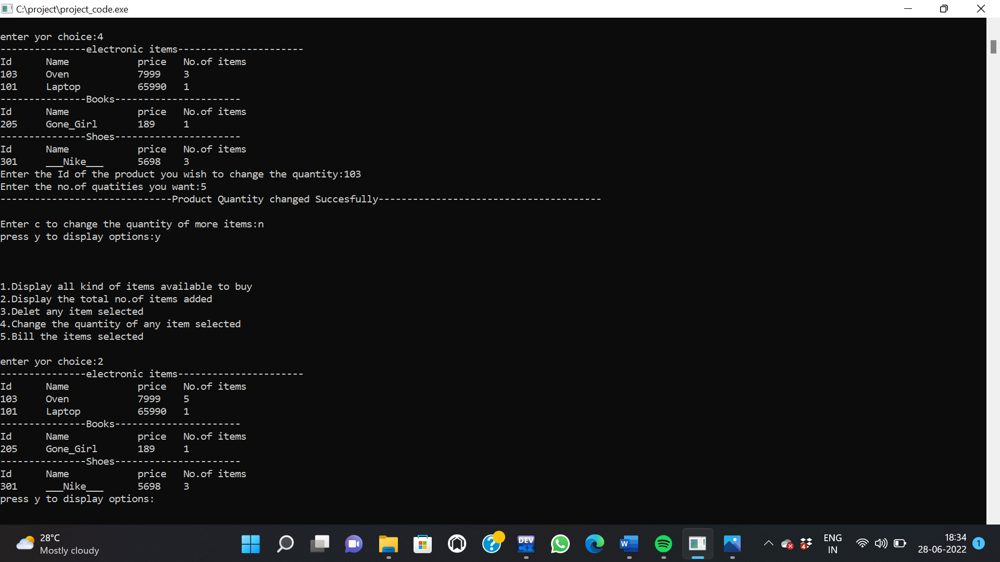 C:\project\project_code.exe
enter yor choice:4
---------------electronic items----------------------
Id      Name            price   No.of items
103     Oven            7999    3
101     Laptop          65990   1
---------------Books----------------------
Id      Name            price   No.of items
205     Gone_Girl       189     1
---------------Shoes----------------------
Id      Name            price   No.of items
301     ___Nike___      5698    3
Enter the Id of the product you wish to change the quantity:103
Enter the no.of quatities you want:5
------------------------------Product Quantity changed Succesfully---------------------------------------
Enter c to change the quantity of more items:n
press y to display options:y
1.Display all kind of items available to buy
2.Display the total no.of items added
3.Delet any item selected
4.Change the quantity of any item selected
5.Bill the items selected
enter yor choice:2
---------------electronic items----------------------
Id      Name            price   No.of items
103     Oven            7999    5
101     Laptop          65990   1
---------------Books----------------------
Id      Name            price   No.of items
205     Gone_Girl       189     1
---------------Shoes----------------------
Id      Name            price   No.of items
301     ___Nike___      5698    3
press y to display options:
28°C
Mostly cloudy
DEV
C++
W
4
ENG
IN
18:34
28-06-2022
1